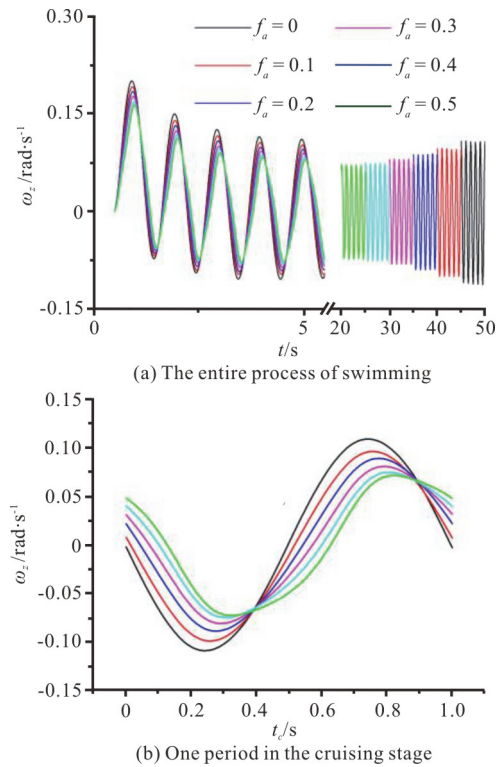 0.30
f_a = 0 f_a = 0.3
f_a = 0.1 f_a = 0.4
f_a = 0.2 f_a = 0.5
0.15
0
-0.15
ω_z/rad·s⁻¹
0 5 20 30 40 50
t/s
(a) The entire process of swimming
0.15
0.10
0.05
0
-0.05
-0.10
-0.15
ω_z/rad·s⁻¹
0 0.2 0.4 0.6 0.8 1.0
t_c/s
(b) One period in the cruising stage